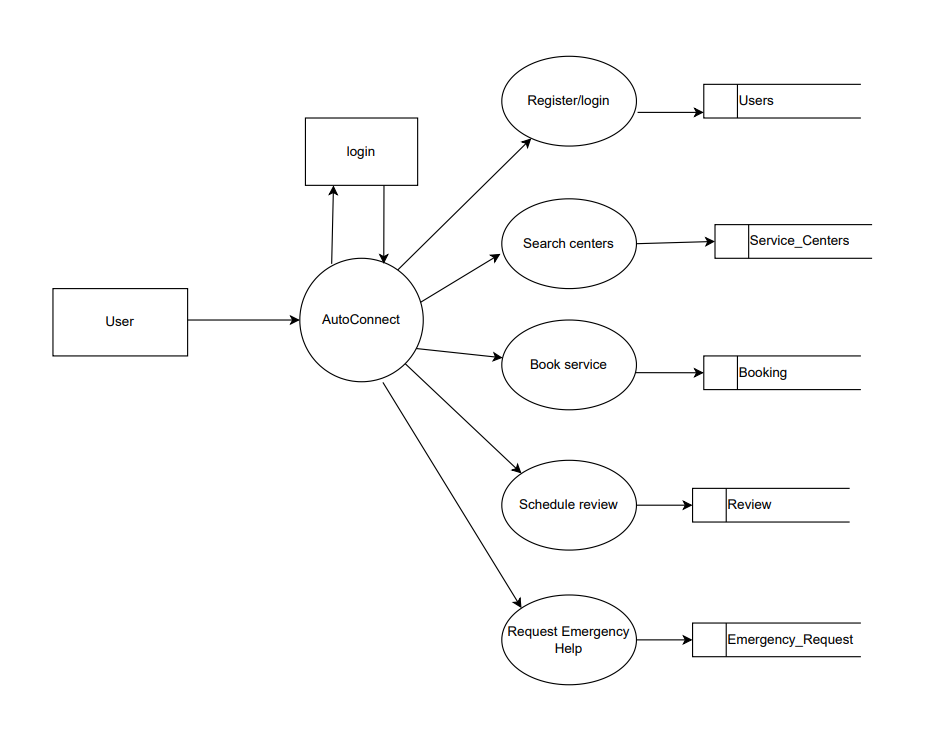 Register/login
Users
login
Search centers
Service_Centers
User
AutoConnect
Book service
Booking
Schedule review
Review
Request Emergency
Help
Emergency_Request